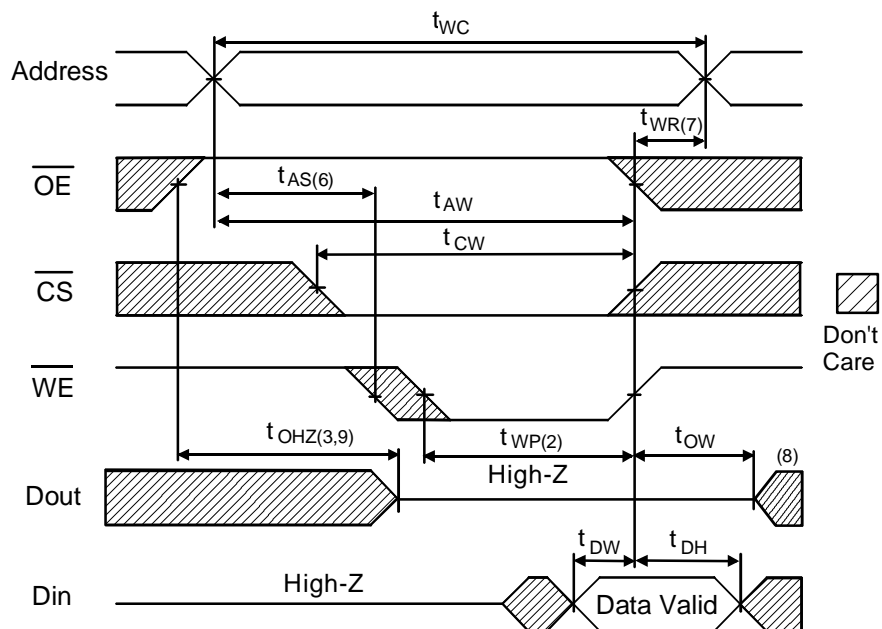 tWC
Address
tWR(7)
OE
tAS(6)
tAW
tCW
CS
Don't
Care
WE
tOHZ(3,9)
tWP(2)
tOW
High-Z
(8)
Dout
tDW
tDH
High-Z
Din
Data Valid